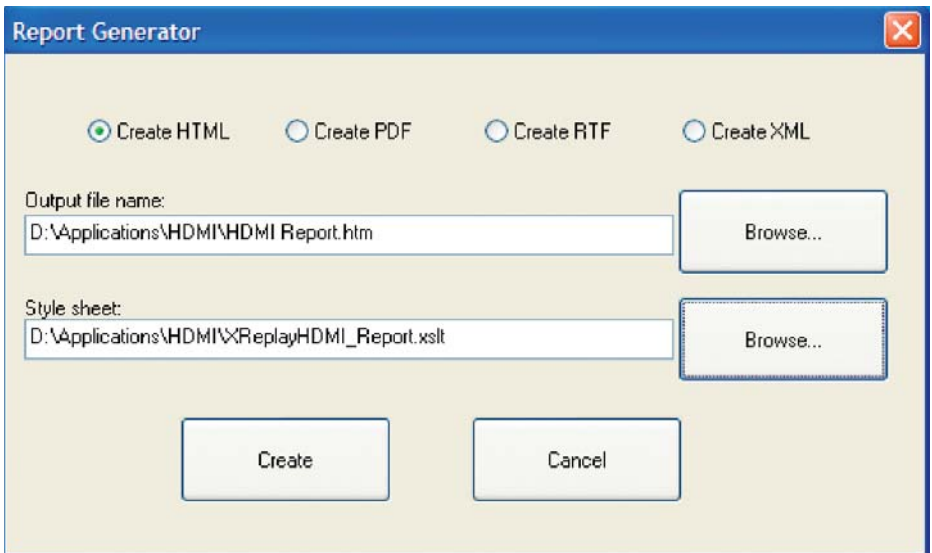 Report Generator
Create HTML Create PDF Create RTF Create XML
Output file name:
D:\Applications\HDMI\HDMI Report.htm Browse...
Style sheet:
D:\Applications\HDMI\XReplayHDMI_Report.xslt Browse...
Create Cancel